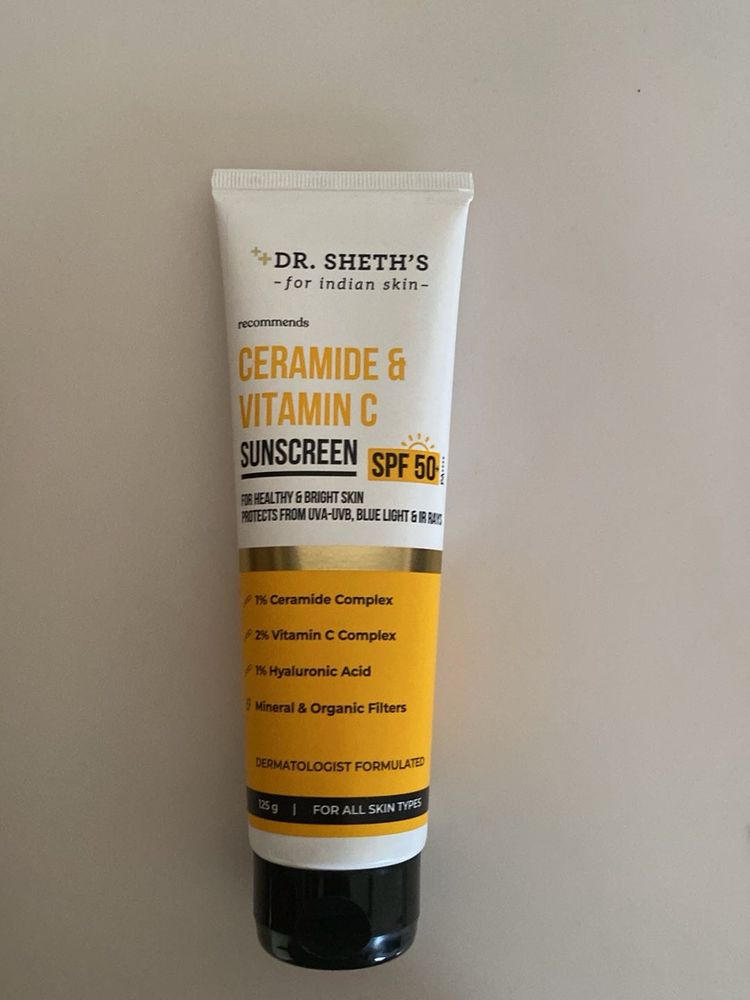 DR. SHETH'S
-for indian skin-
recommends
CERAMIDE &
VITAMIN C
SUNSCREEN
SPF 50+
FOR HEALTHY & BRIGHT SKIN
PROTECTS FROM UVA-UVB, BLUE LIGHT & IR RAYS
1% Ceramide Complex
2% Vitamin C Complex
1% Hyaluronic Acid
Mineral & Organic Filters
DERMATOLOGIST FORMULATED
125 g | FOR ALL SKIN TYPES